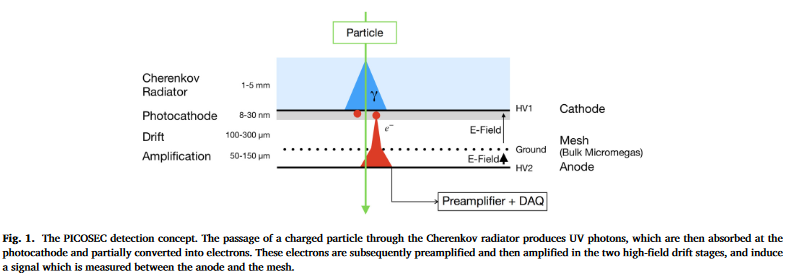 Particle
Cherenkov
Radiator
1-5 mm
γ
Photocathode
8-30 nm
HV1
Cathode
Drift
100-300 μm
e⁻
E-Field
Ground
Mesh
(Bulk Micromegas)
Amplification
50-150 μm
E-Field
HV2
Anode
Preamplifier + DAQ
Fig. 1. The PICOSEC detection concept. The passage of a charged particle through the Cherenkov radiator produces UV photons, which are then absorbed at the
photocathode and partially converted into electrons. These electrons are subsequently preamplified and then amplified in the two high-field drift stages, and induce
a signal which is measured between the anode and the mesh.